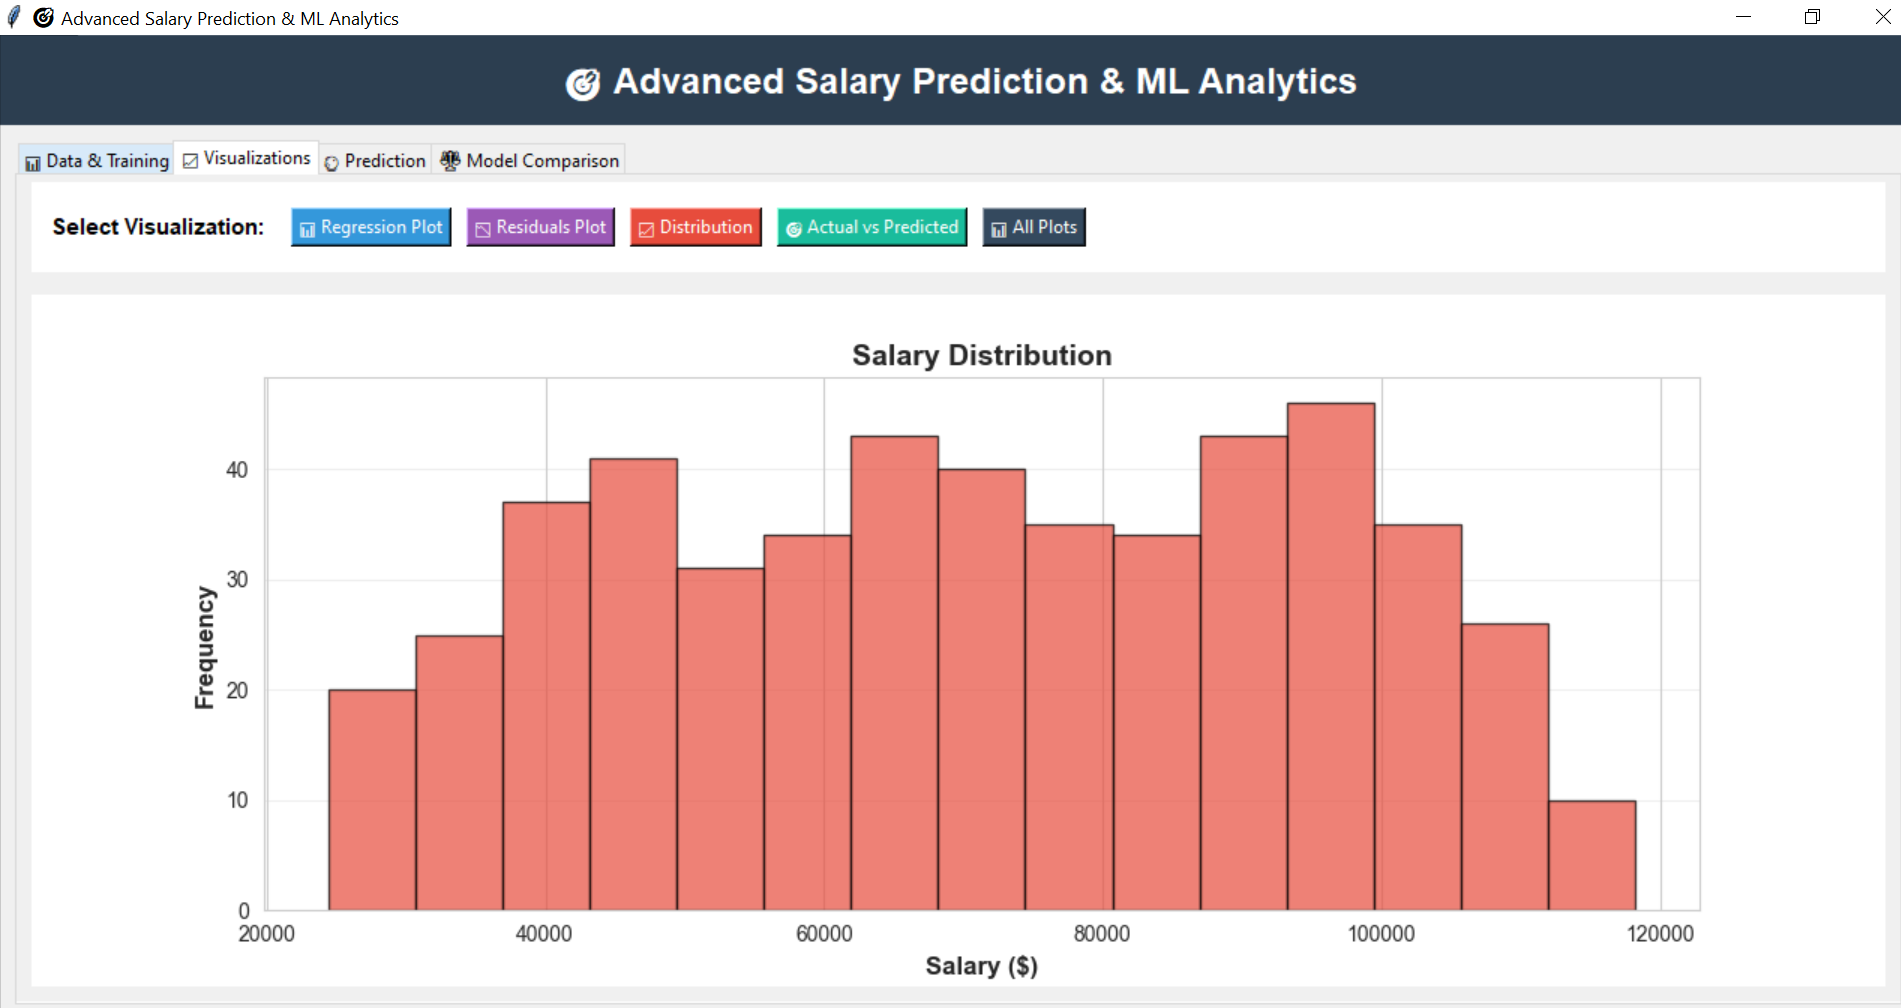 Advanced Salary Prediction & ML Analytics
Advanced Salary Prediction & ML Analytics
Data & Training Visualizations Prediction Model Comparison
Select Visualization: Regression Plot Residuals Plot Distribution Actual vs Predicted All Plots
Salary Distribution
40
30
20
10
0
Frequency
20000 40000 60000 80000 100000 120000
Salary ($)